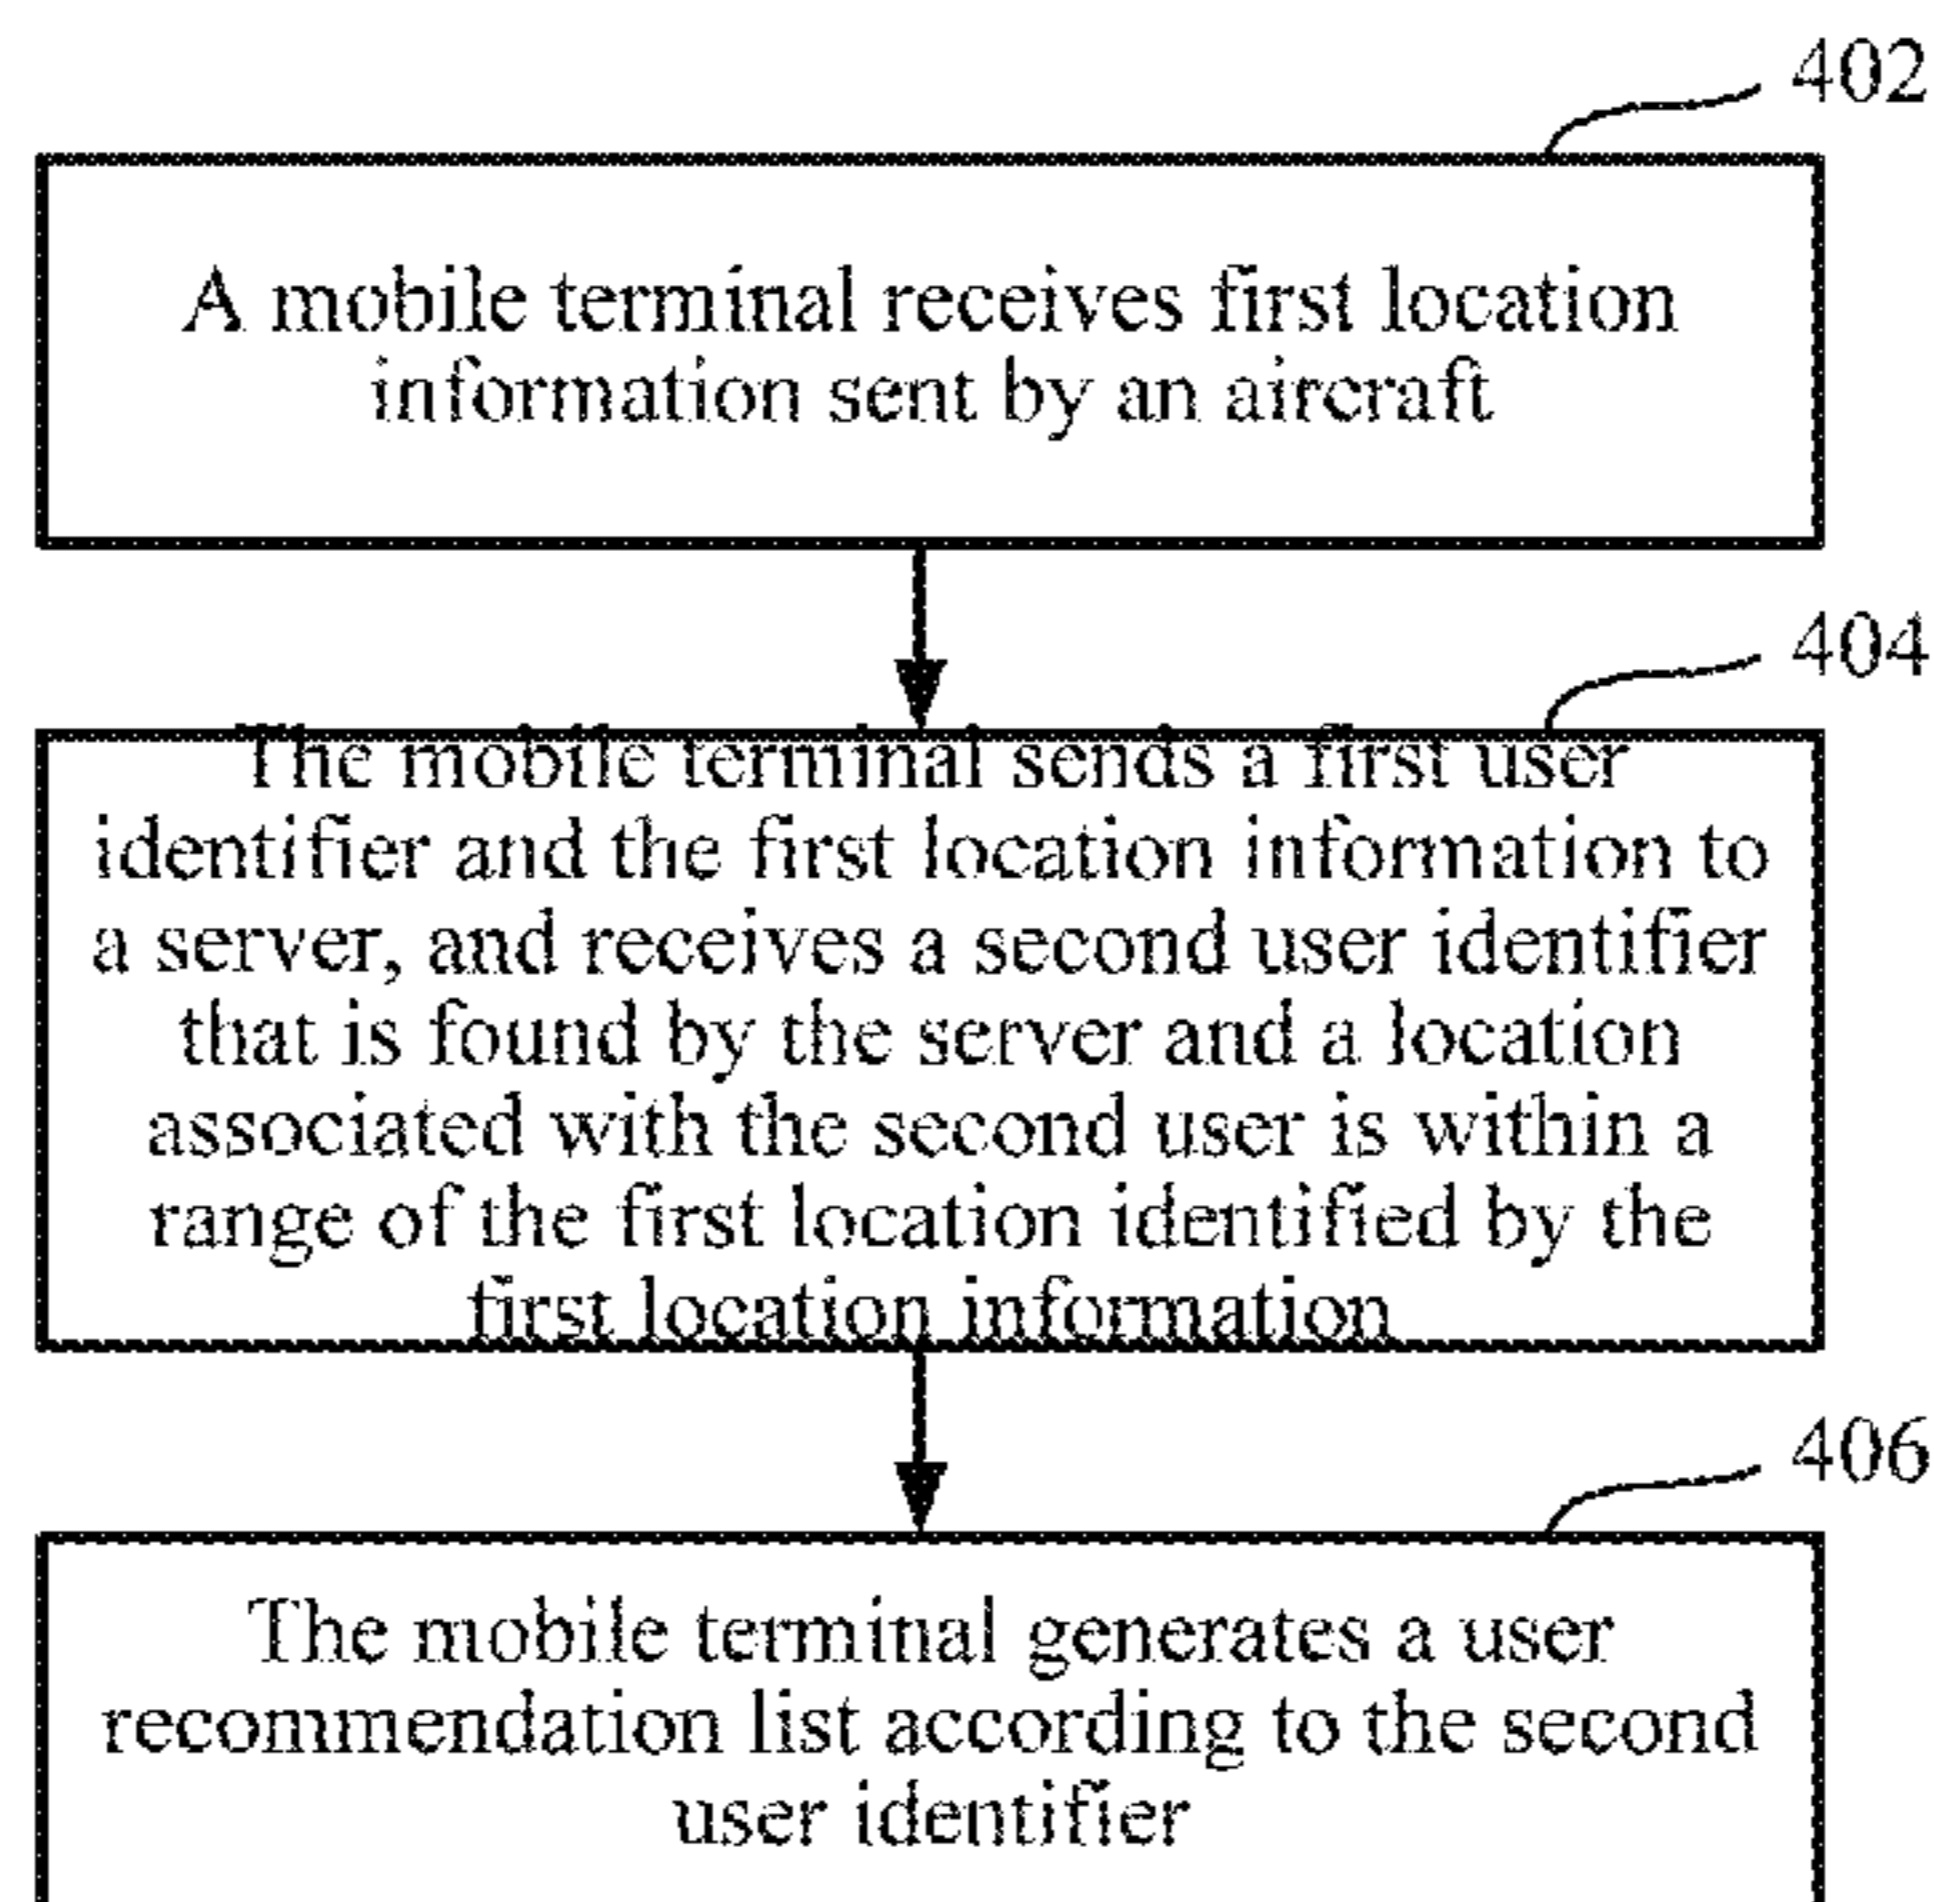 402
A mobile terminal receives first location
information sent by an aircraft
404
The mobile terminal sends a first user
identifier and the first location information to
a server, and receives a second user identifier
that is found by the server and a location
associated with the second user is within a
range of the first location identified by the
first location information
406
The mobile terminal generates a user
recommendation list according to the second
user identifier